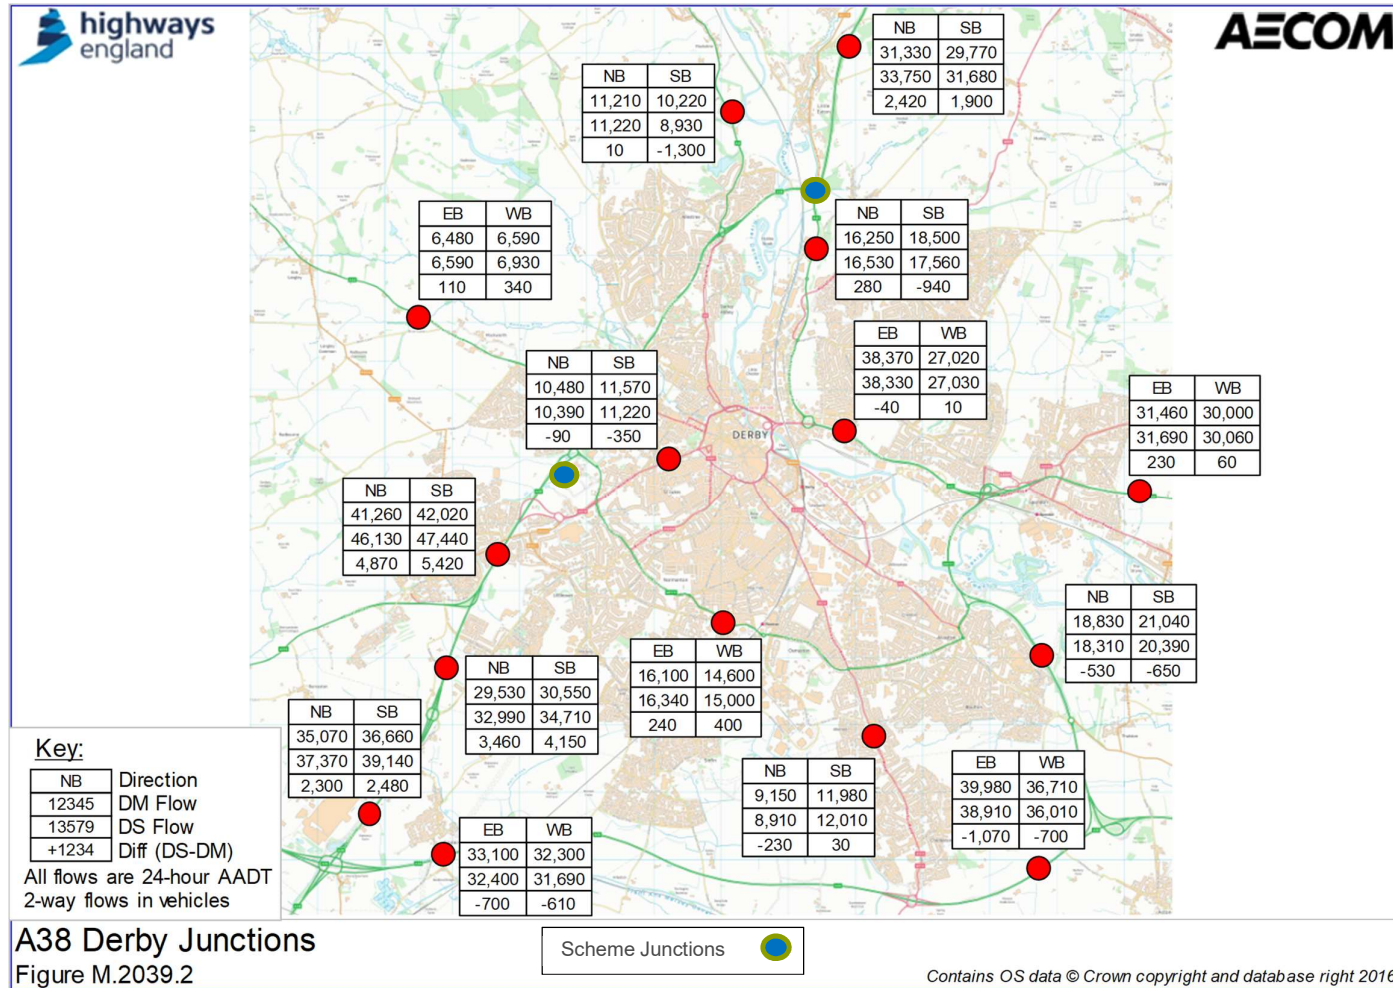 highways
england
AECOM
NB SB
31,330 29,770
33,750 31,680
2,420 1,900
NB SB
11,210 10,220
11,220 8,930
10 -1,300
EB WB
6,480 6,590
6,590 6,930
110 340
NB SB
16,250 18,500
16,530 17,560
280 -940
EB WB
38,370 27,020
38,330 27,030
-40 10
NB SB
10,480 11,570
10,390 11,220
-90 -350
EB WB
31,460 30,000
31,690 30,060
230 60
DERBY
NB SB
41,260 42,020
46,130 47,440
4,870 5,420
NB SB
18,830 21,040
18,310 20,390
-530 -650
EB WB
16,100 14,600
16,340 15,000
240 400
NB SB
29,530 30,550
32,990 34,710
3,460 4,150
NB SB
35,070 36,660
37,370 39,140
2,300 2,480
NB SB
9,150 11,980
8,910 12,010
-230 30
EB WB
39,980 36,710
38,910 36,010
-1,070 -700
EB WB
33,100 32,300
32,400 31,690
-700 -610
Key:
NB Direction
12345 DM Flow
13579 DS Flow
+1234 Diff (DS-DM)
All flows are 24-hour AADT
2-way flows in vehicles
A38 Derby Junctions
Figure M.2039.2
Scheme Junctions
Contains OS data © Crown copyright and database right 2016